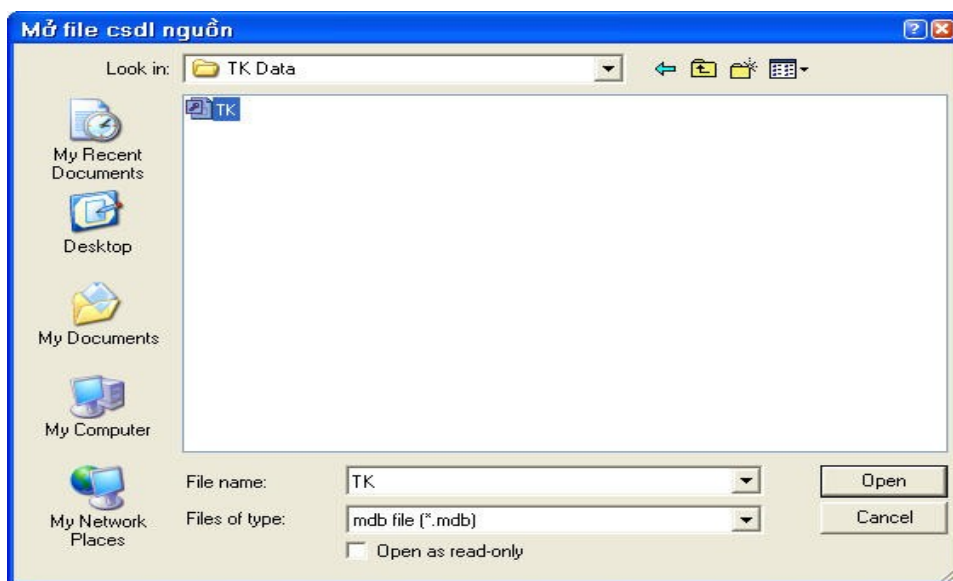 Mở file csdl nguồn
Look in:
TK Data
TK
My Recent
Documents
Desktop
My Documents
My Computer
My Network
Places
File name:
TK
Open
Files of type:
mdb file (*.mdb)
Cancel
Open as read-only